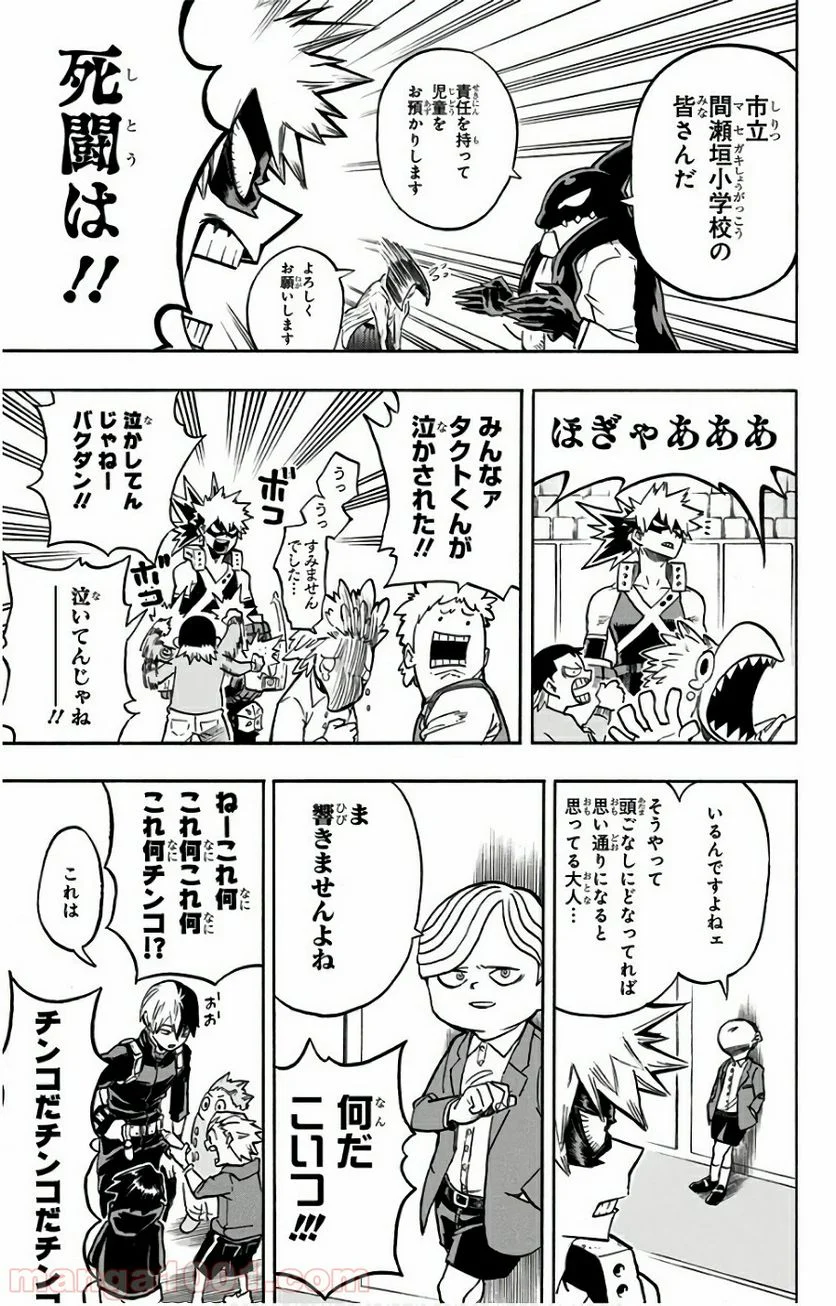 市立
間瀬垣小学校の
皆さんだ
責任を持って
児童を
お預かりします
よろしく
お願いします
死闘は!!
ほぎゃあああ
みんなァ
タクトくんが
泣かされた!!
うっ
うっ
すみません
でした…
ボコ
ボコ
泣かしてん
じゃねー
バクダン!!
泣いてんじゃね
――!!
いるんですよねェ
そうやって
頭ごなしにどなってれば
思い通りになると
思ってる大人…
ま
響きませんよね
何だ
こいつ!!!
ねーこれ何
これ何これ何
これ何チンコ!?
おお
これは
チンコだチンコだチンコ
manga1001.com